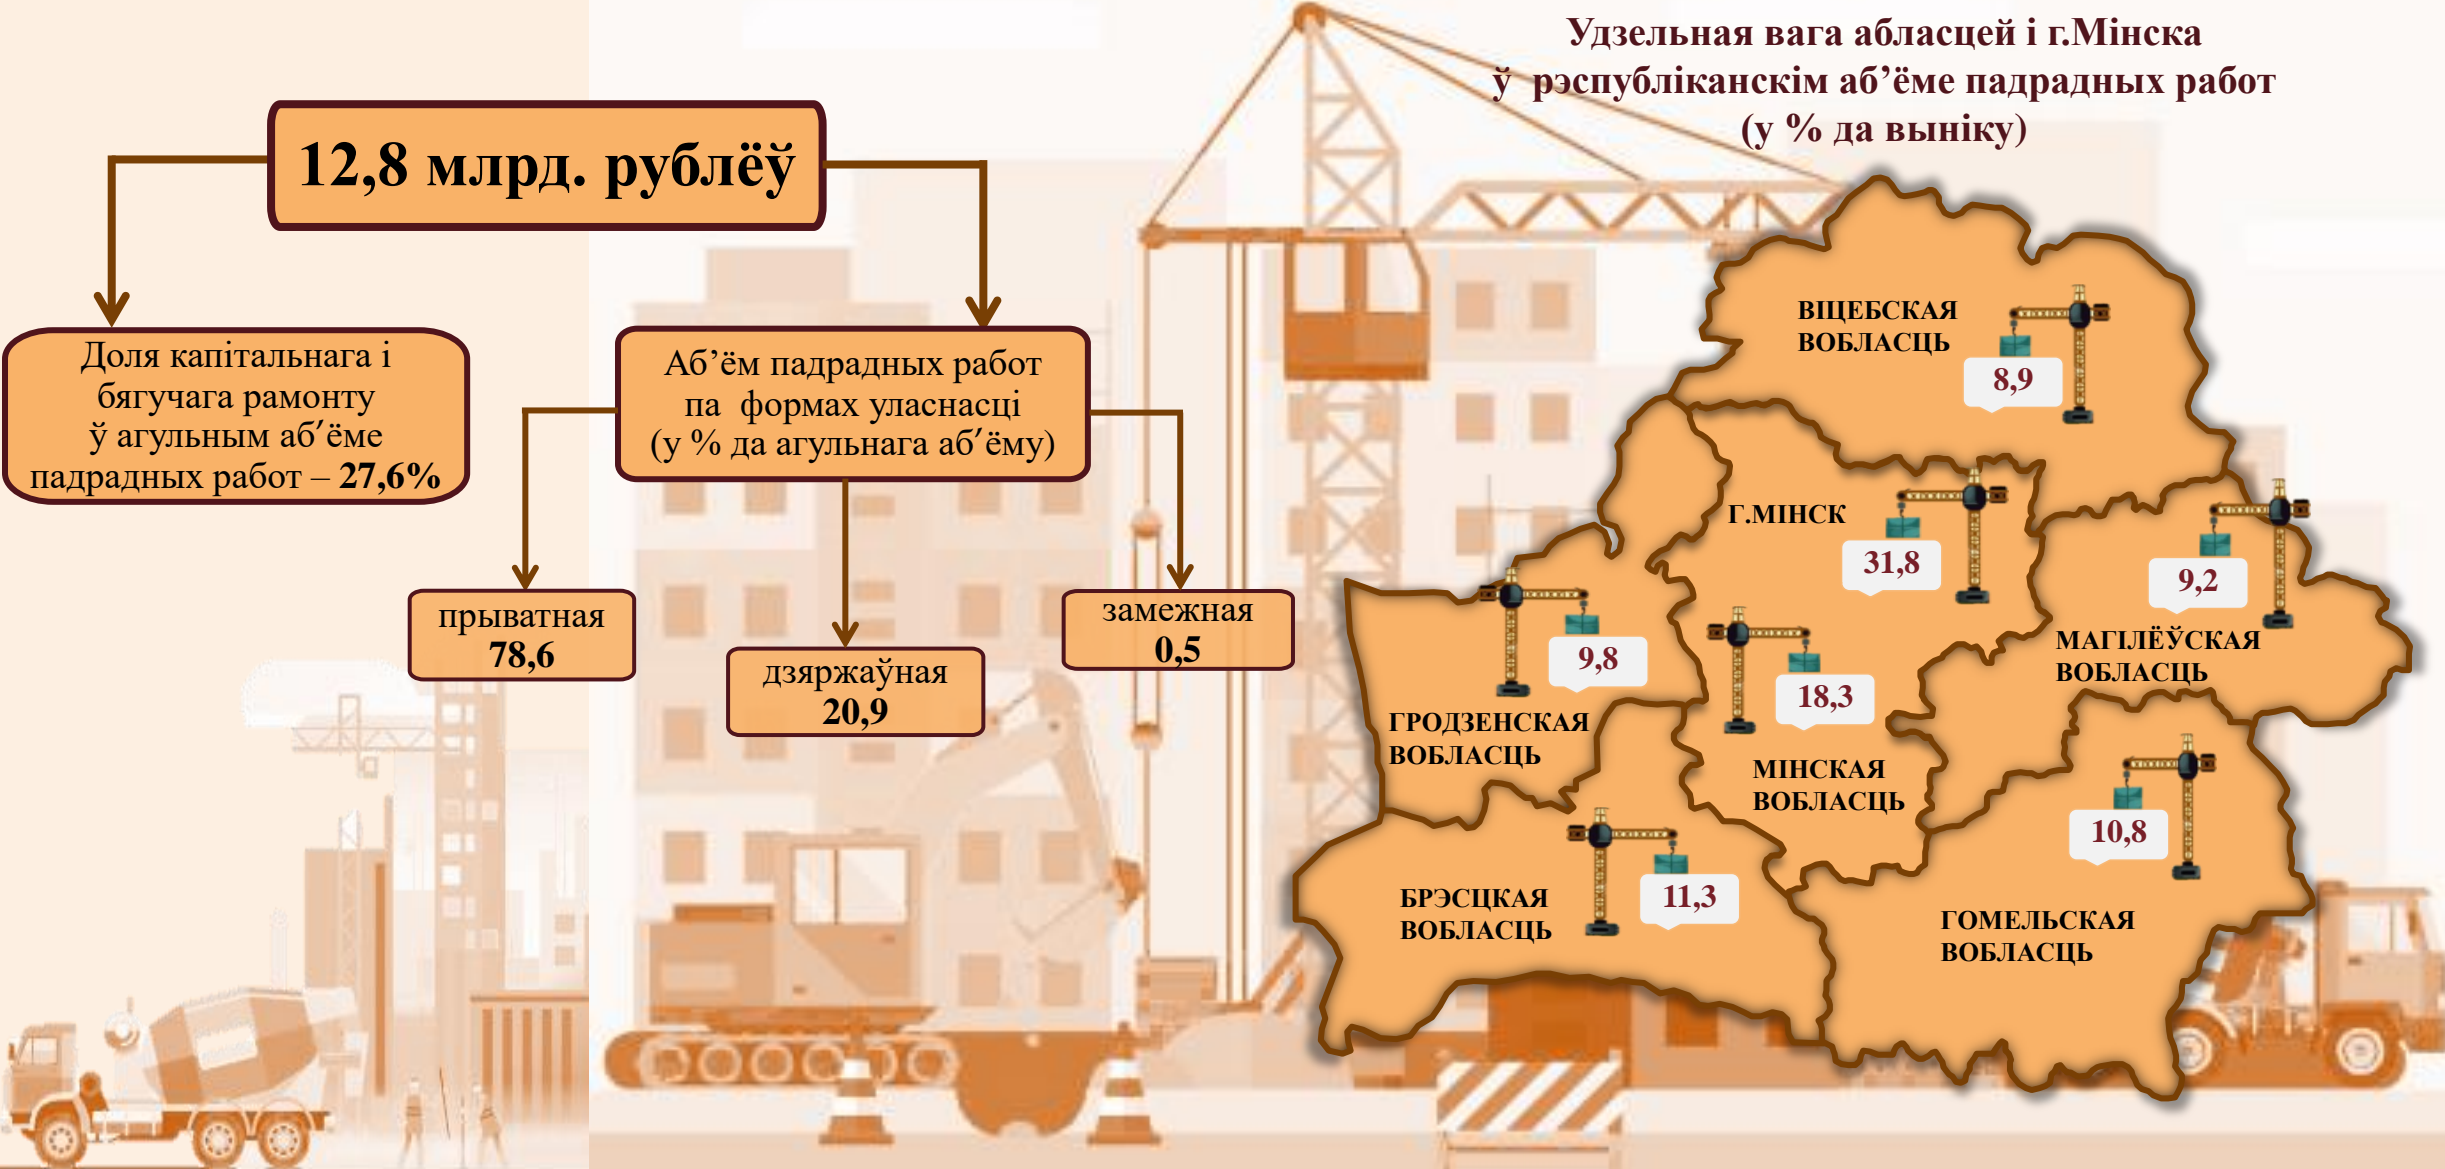 Удзельная вага абласцей і г.Мінска
ў рэспубліканскім аб’ёме падрадных работ
(у % да выніку)
12,8 млрд. рублёў
Доля капітальнага і
бягучага рамонту
ў агульным аб′ёме
падрадных работ – 27,6%
Аб’ём падрадных работ
па формах уласнасці
(у % да агульнага аб′ёму)
прыватная
78,6
дзяржаўная
20,9
замежная
0,5
ВІЦЕБСКАЯ
ВОБЛАСЦЬ
8,9
Г.МІНСК
31,8
9,2
МАГІЛЁЎСКАЯ
ВОБЛАСЦЬ
9,8
ГРОДЗЕНСКАЯ
ВОБЛАСЦЬ
18,3
МІНСКАЯ
ВОБЛАСЦЬ
11,3
БРЭСЦКАЯ
ВОБЛАСЦЬ
10,8
ГОМЕЛЬСКАЯ
ВОБЛАСЦЬ